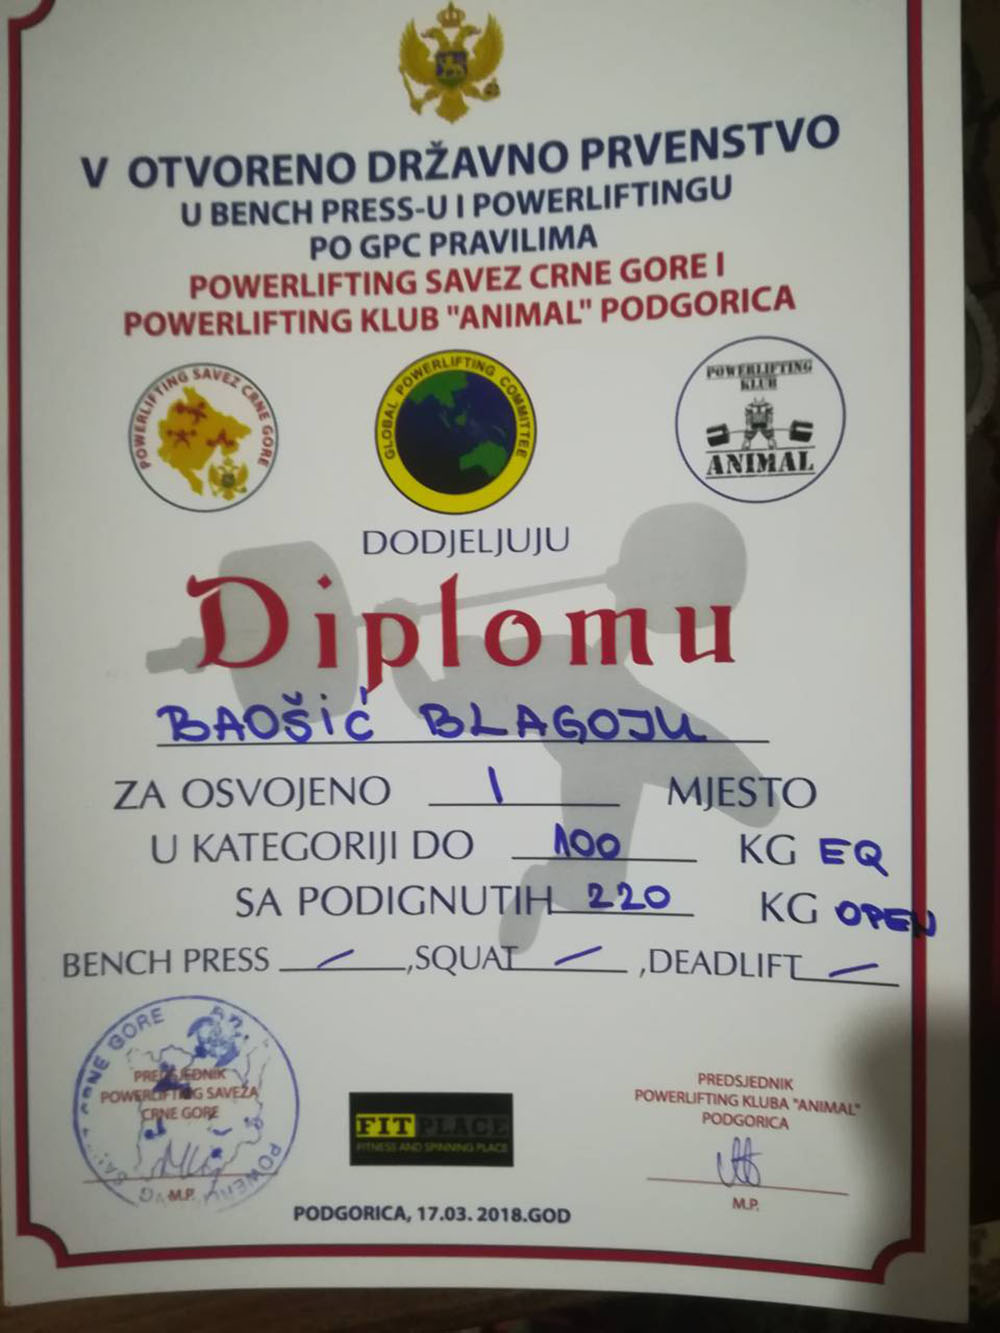 V OTVORENO DRŽAVNO PRVENSTVO
U BENCH PRESS-U I POWERLIFTINGU
PO GPC PRAVILIMA
POWERLIFTING SAVEZ CRNE GORE I
POWERLIFTING KLUB "ANIMAL" PODGORICA
POWERLIFTING SAVEZ CRNE GORE
GLOBAL POWERLIFTING COMMITTEE
POWERLIFTING
KLUB
ANIMAL
DODJELJUJU
Diplomu
BAOŠIĆ BLAGOJU
ZA OSVOJENO 1 MJESTO
U KATEGORIJI DO 100 KG EQ
SA PODIGNUTIH 220 KG OPEN
BENCH PRESS — ,SQUAT — ,DEADLIFT —
CRNE GORE
PREDSJEDNIK
POWERLIFTING SAVEZA
CRNE GORE
M.P.
FIT PLACE
FITNESS AND SPINNING PLACE
PREDSJEDNIK
POWERLIFTING KLUBA "ANIMAL"
PODGORICA
M.P.
PODGORICA, 17.03. 2018.GOD